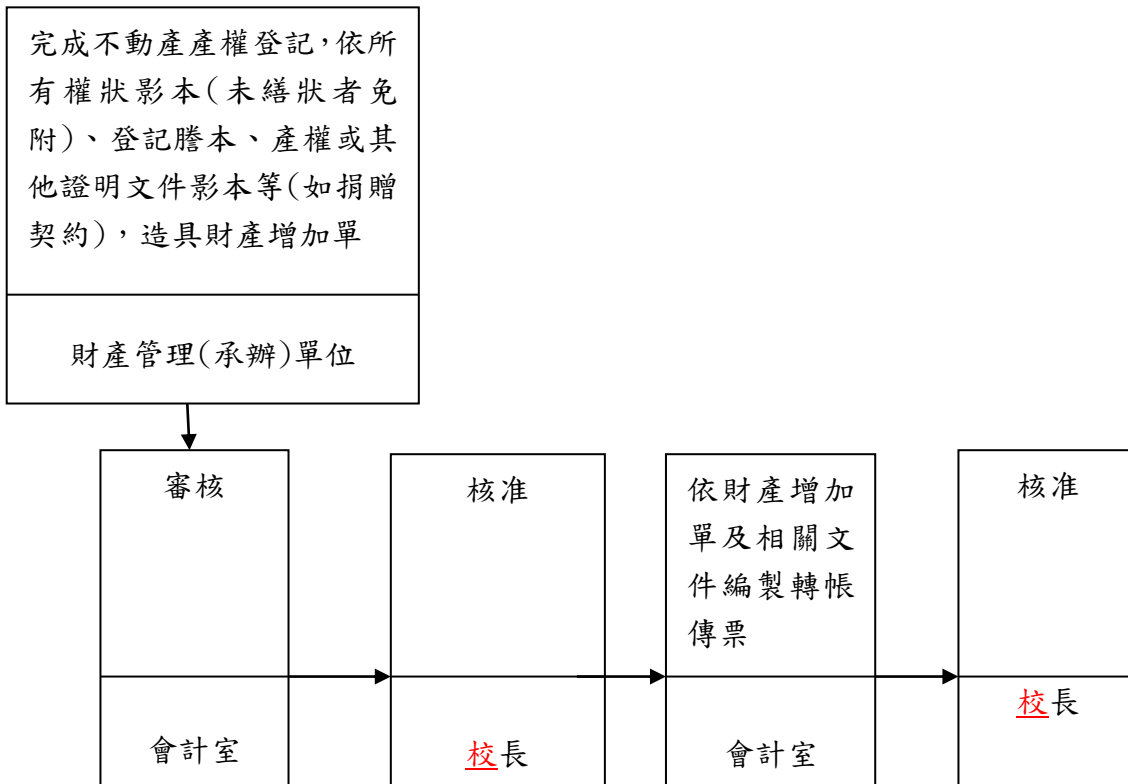 完成不動產產權登記，依所
有權狀影本(未繕狀者免
附)、登記謄本、產權或其
他證明文件影本等(如捐贈
契約)，造具財產增加單
財產管理(承辦)單位
審核
會計室
核准
校長
依財產增加
單及相關文
件編製轉帳
傳票
會計室
核准
校長